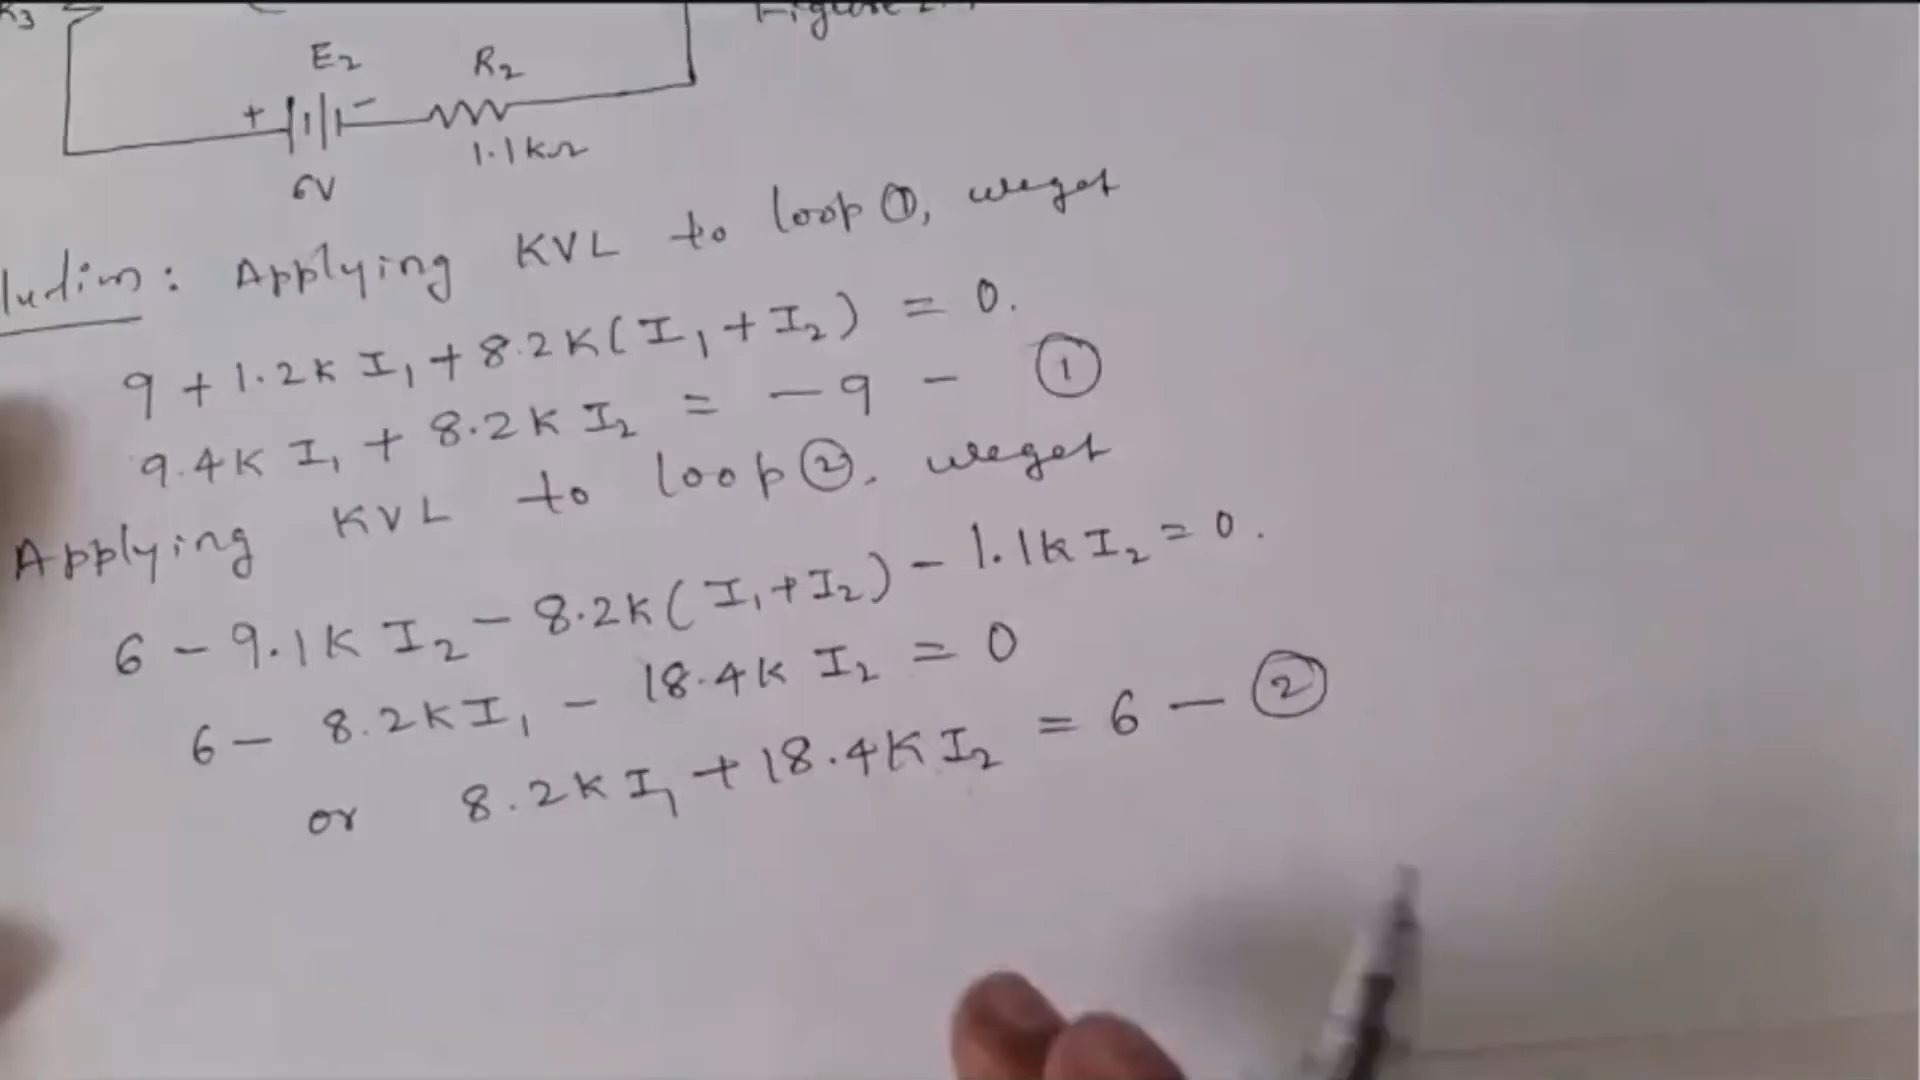 R3
E2 R2
+ −
1.1kΩ
6V
lution: Applying KVL to loop ①, we get
9 + 1.2K I1 + 8.2K(I1 + I2) = 0.
9.4K I1 + 8.2K I2 = −9 − ①
Applying KVL to loop ②, we get
6 − 9.1K I2 − 8.2K(I1+I2) − 1.1K I2 = 0.
6 − 8.2KI1 − 18.4K I2 = 0
or 8.2K I1 + 18.4K I2 = 6 − ②